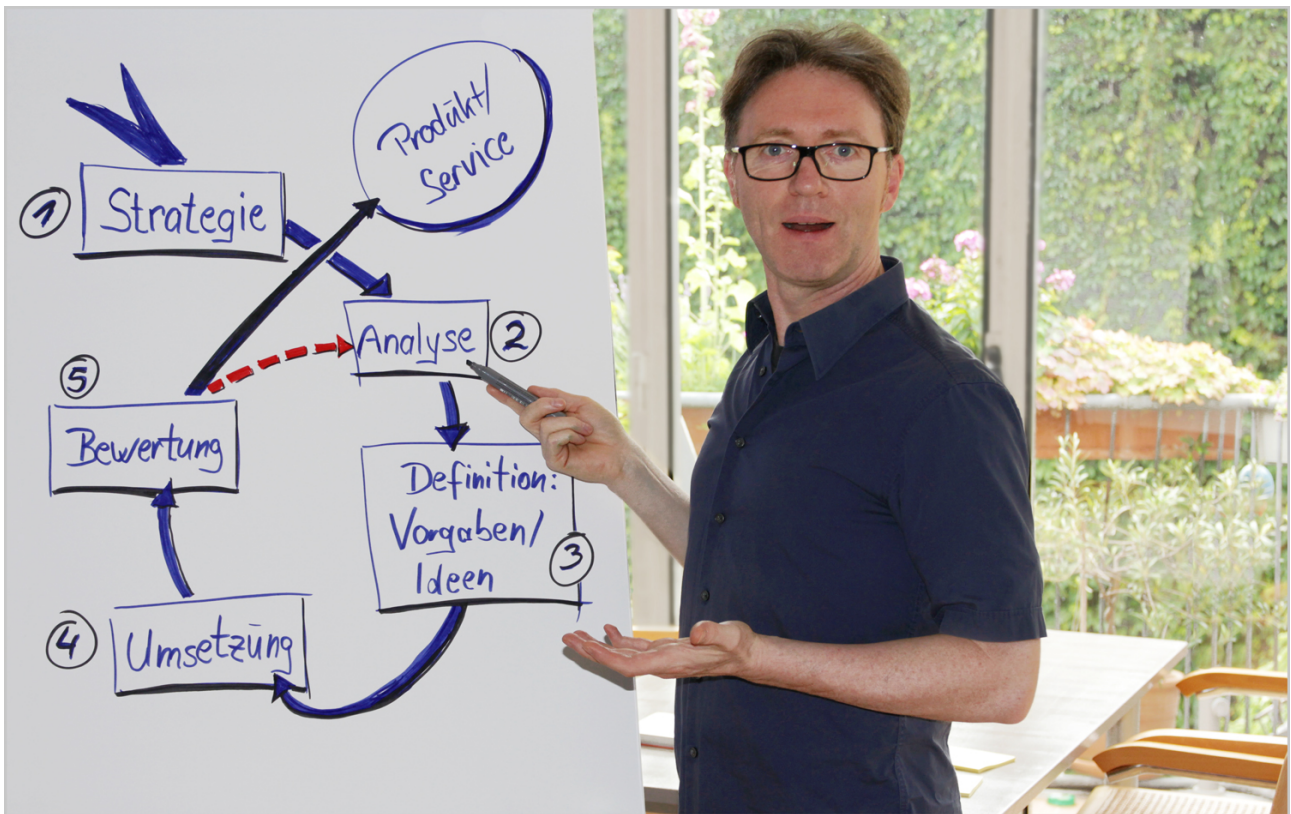 1
Strategie
Produkt/
Service
Analyse
2
Definition:
Vorgaben/
Ideen
3
4
Umsetzung
5
Bewertung